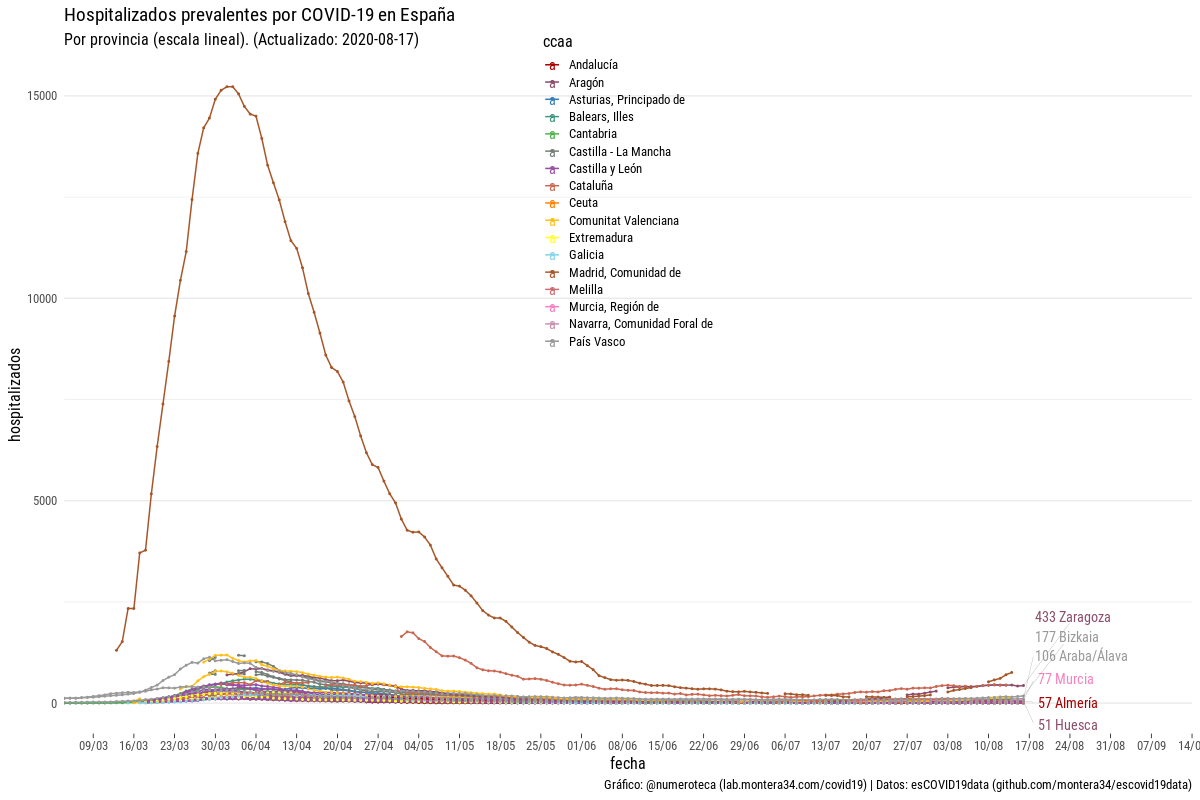 Hospitalizados prevalentes por COVID-19 en España
Por provincia (escala lineal). (Actualizado: 2020-08-17)
ccaa
Andalucía
Aragón
Asturias, Principado de
Balears, Illes
Cantabria
Castilla - La Mancha
Castilla y León
Cataluña
Ceuta
Comunitat Valenciana
Extremadura
Galicia
Madrid, Comunidad de
Melilla
Murcia, Región de
Navarra, Comunidad Foral de
País Vasco
hospitalizados
15000
10000
5000
0
433 Zaragoza
177 Bizkaia
106 Araba/Álava
77 Murcia
57 Almería
51 Huesca
09/03 16/03 23/03 30/03 06/04 13/04 20/04 27/04 04/05 11/05 18/05 25/05 01/06 08/06 15/06 22/06 29/06 06/07 13/07 20/07 27/07 03/08 10/08 17/08 24/08 31/08 07/09 14/0
fecha
Gráfico: @numeroteca (lab.montera34.com/covid19) | Datos: esCOVID19data (github.com/montera34/escovid19data)